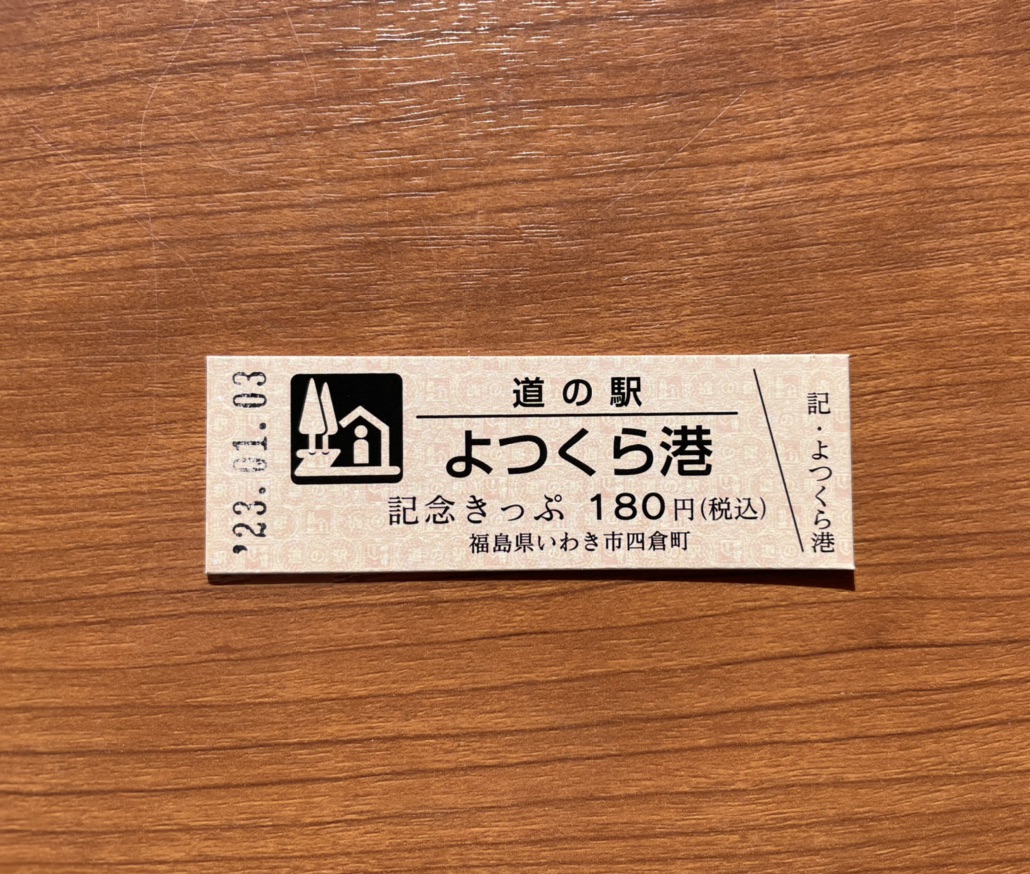 '23.01.03
道の駅
よつくら港
記念きっぷ 180円(税込)
福島県いわき市四倉町
記・よつくら港